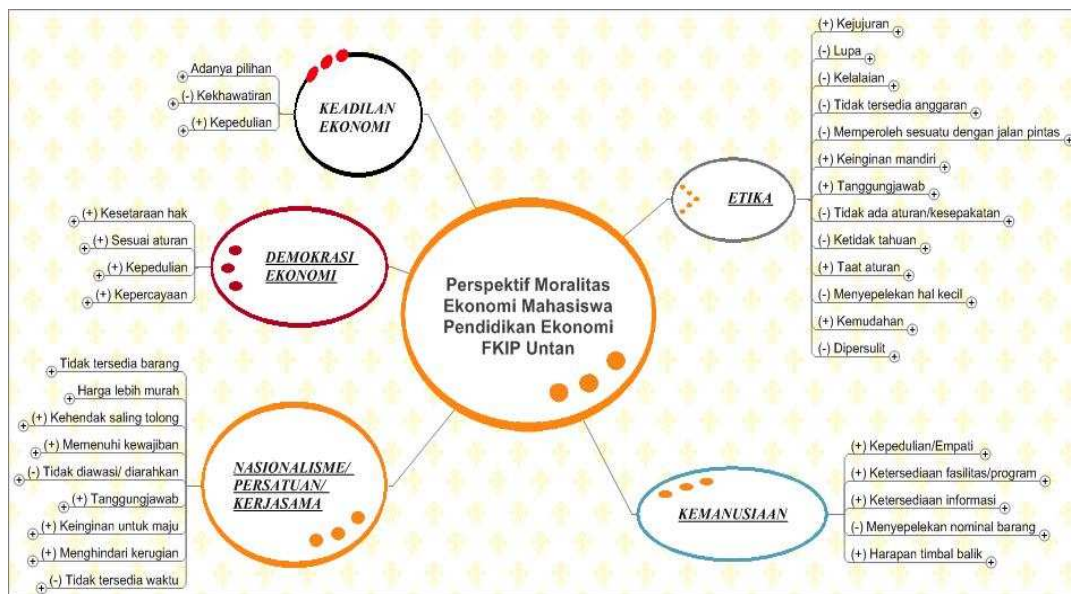 Adanya pilihan
(-) Kekhawatiran
(+) Kepedulian
KEADILAN
EKONOMI
(+) Kesetaraan hak
(+) Sesuai aturan
(+) Kepedulian
(+) Kepercayaan
DEMOKRASI
EKONOMI
Tidak tersedia barang
Harga lebih murah
(+) Kehendak saling tolong
(+) Memenuhi kewajiban
(-) Tidak diawasi/ diarahkan
(+) Tanggungjawab
(+) Keinginan untuk maju
(+) Menghindari kerugian
(-) Tidak tersedia waktu
NASIONALISME/
PERSATUAN/
KERJASAMA
Perspektif Moralitas
Ekonomi Mahasiswa
Pendidikan Ekonomi
FKIP Untan
ETIKA
(+) Kejujuran
(-) Lupa
(-) Kelalaian
(-) Tidak tersedia anggaran
(-) Memperoleh sesuatu dengan jalan pintas
(+) Keinginan mandiri
(+) Tanggungjawab
(-) Tidak ada aturan/kesepakatan
(-) Ketidak tahuan
(+) Taat aturan
(-) Menyepelekan hal kecil
(+) Kemudahan
(-) Dipersulit
KEMANUSIAAN
(+) Kepedulian/Empati
(+) Ketersediaan fasilitas/program
(+) Ketersediaan informasi
(-) Menyepelekan nominal barang
(+) Harapan timbal balik